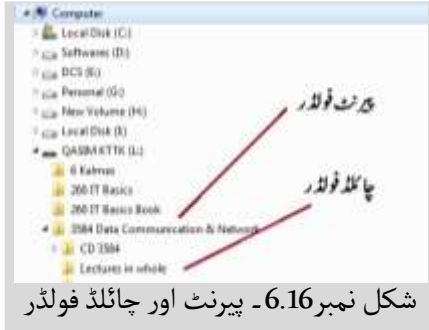 Computer
Local Disk (C:)
Softwares (D:)
DCS (E:)
Personal (G:)
New Volume (H:)
Local Disk (I:)
QASIM KTTK (L:)
6 Kalmas
260 IT Basics
260 IT Basics Book
3584 Data Communication & Network
CD 3584
Lectures in whole
پیرنٹ فولڈر
چائلڈ فولڈر
شکل نمبر6.16۔ پیرنٹ اور چائلڈ فولڈر